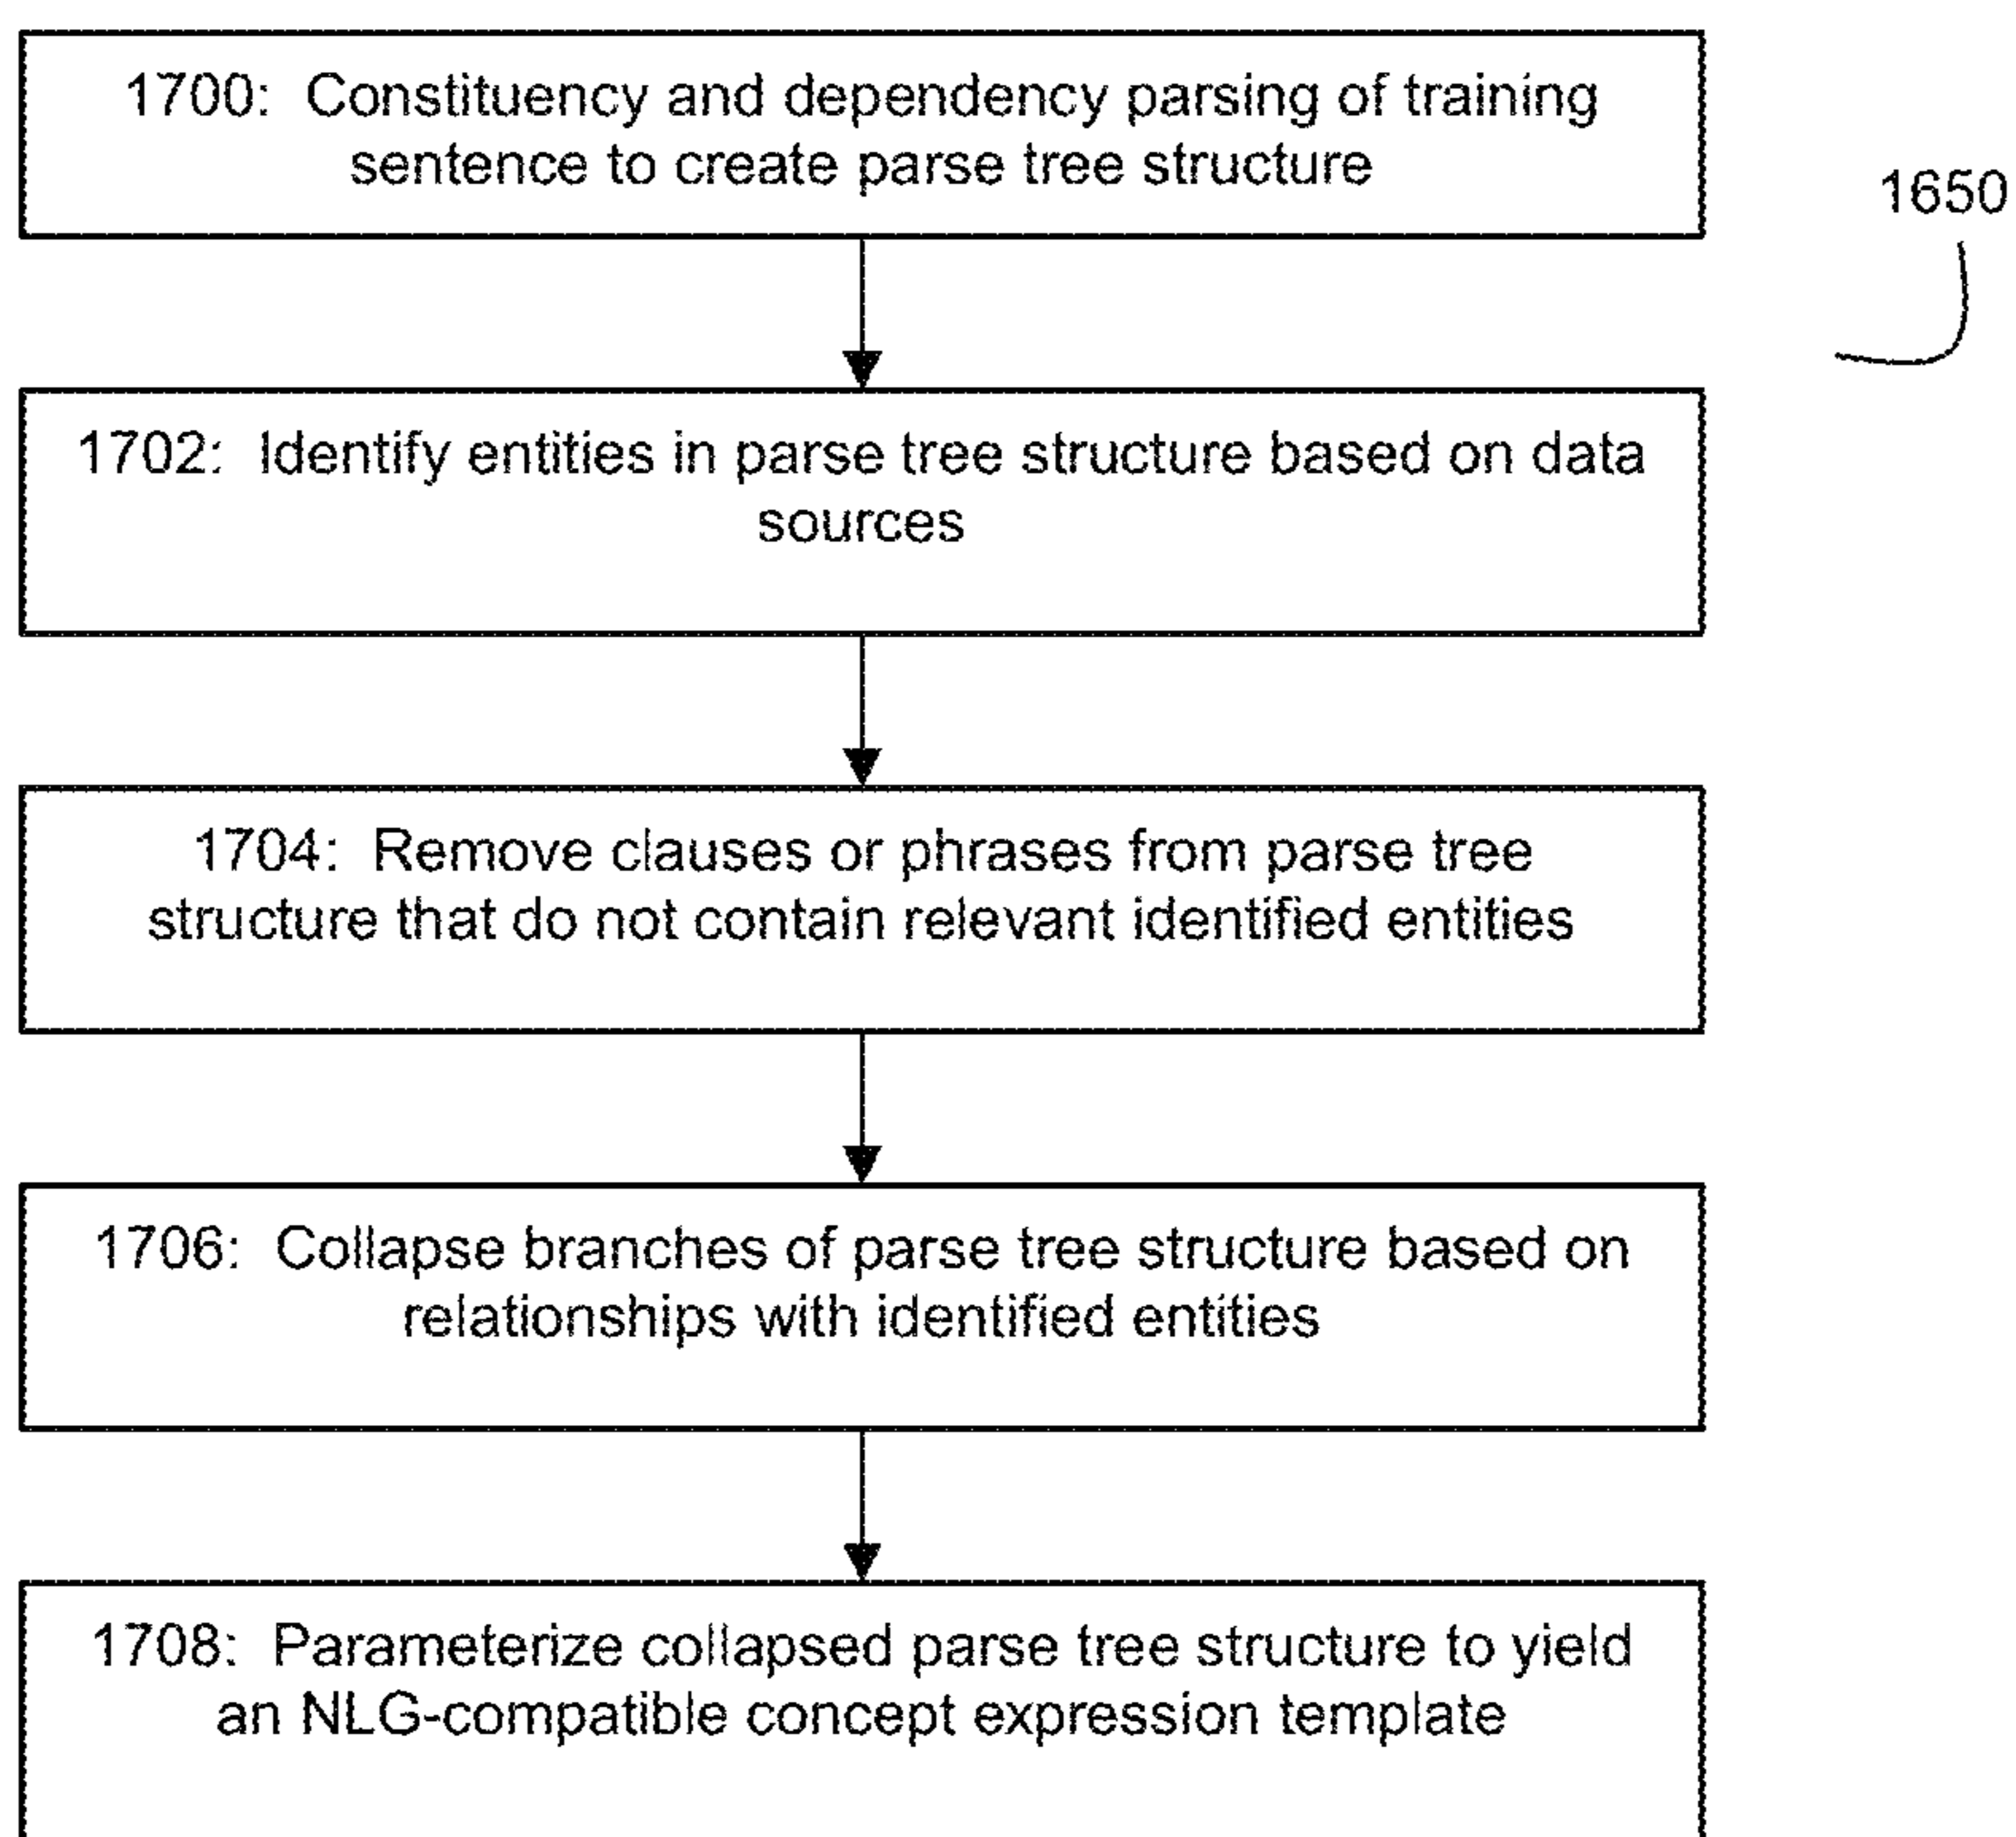 1700: Constituency and dependency parsing of training
sentence to create parse tree structure
1650
1702: Identify entities in parse tree structure based on data
sources
1704: Remove clauses or phrases from parse tree
structure that do not contain relevant identified entities
1706: Collapse branches of parse tree structure based on
relationships with identified entities
1708: Parameterize collapsed parse tree structure to yield
an NLG-compatible concept expression template